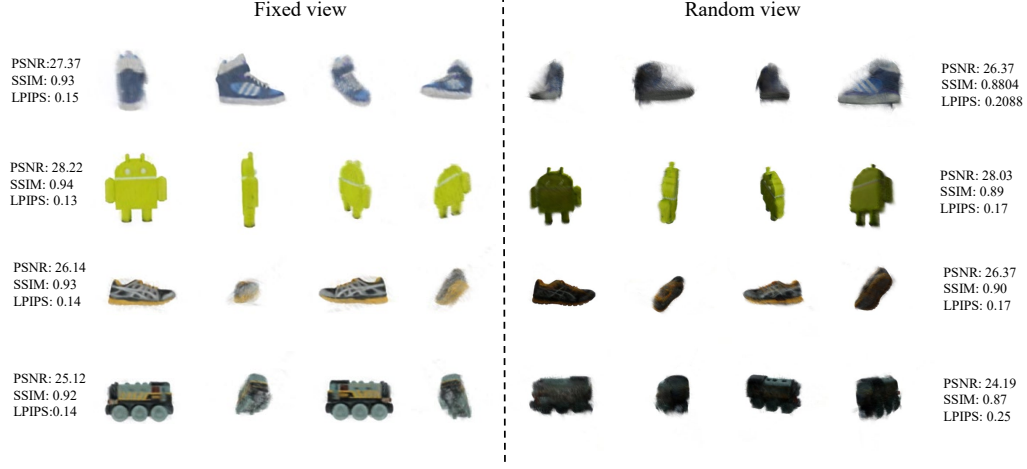 Fixed view
Random view
PSNR:27.37
SSIM: 0.93
LPIPS: 0.15
PSNR: 26.37
SSIM: 0.8804
LPIPS: 0.2088
PSNR: 28.22
SSIM: 0.94
LPIPS: 0.13
PSNR: 28.03
SSIM: 0.89
LPIPS: 0.17
PSNR: 26.14
SSIM: 0.93
LPIPS: 0.14
PSNR: 26.37
SSIM: 0.90
LPIPS: 0.17
PSNR: 25.12
SSIM: 0.92
LPIPS:0.14
PSNR: 24.19
SSIM: 0.87
LPIPS: 0.25